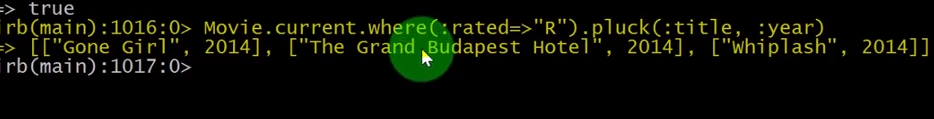 => true
irb(main):1016:0> Movie.current.where(:rated=>"R").pluck(:title, :year)
=> [["Gone Girl", 2014], ["The Grand Budapest Hotel", 2014], ["Whiplash", 2014]]
irb(main):1017:0>